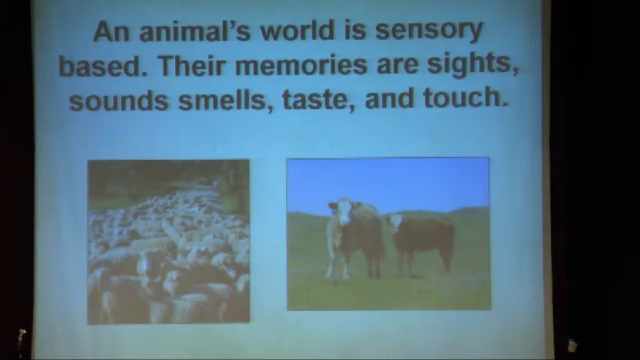 An animal's world is sensory
based. Their memories are sights,
sounds smells, taste, and touch.